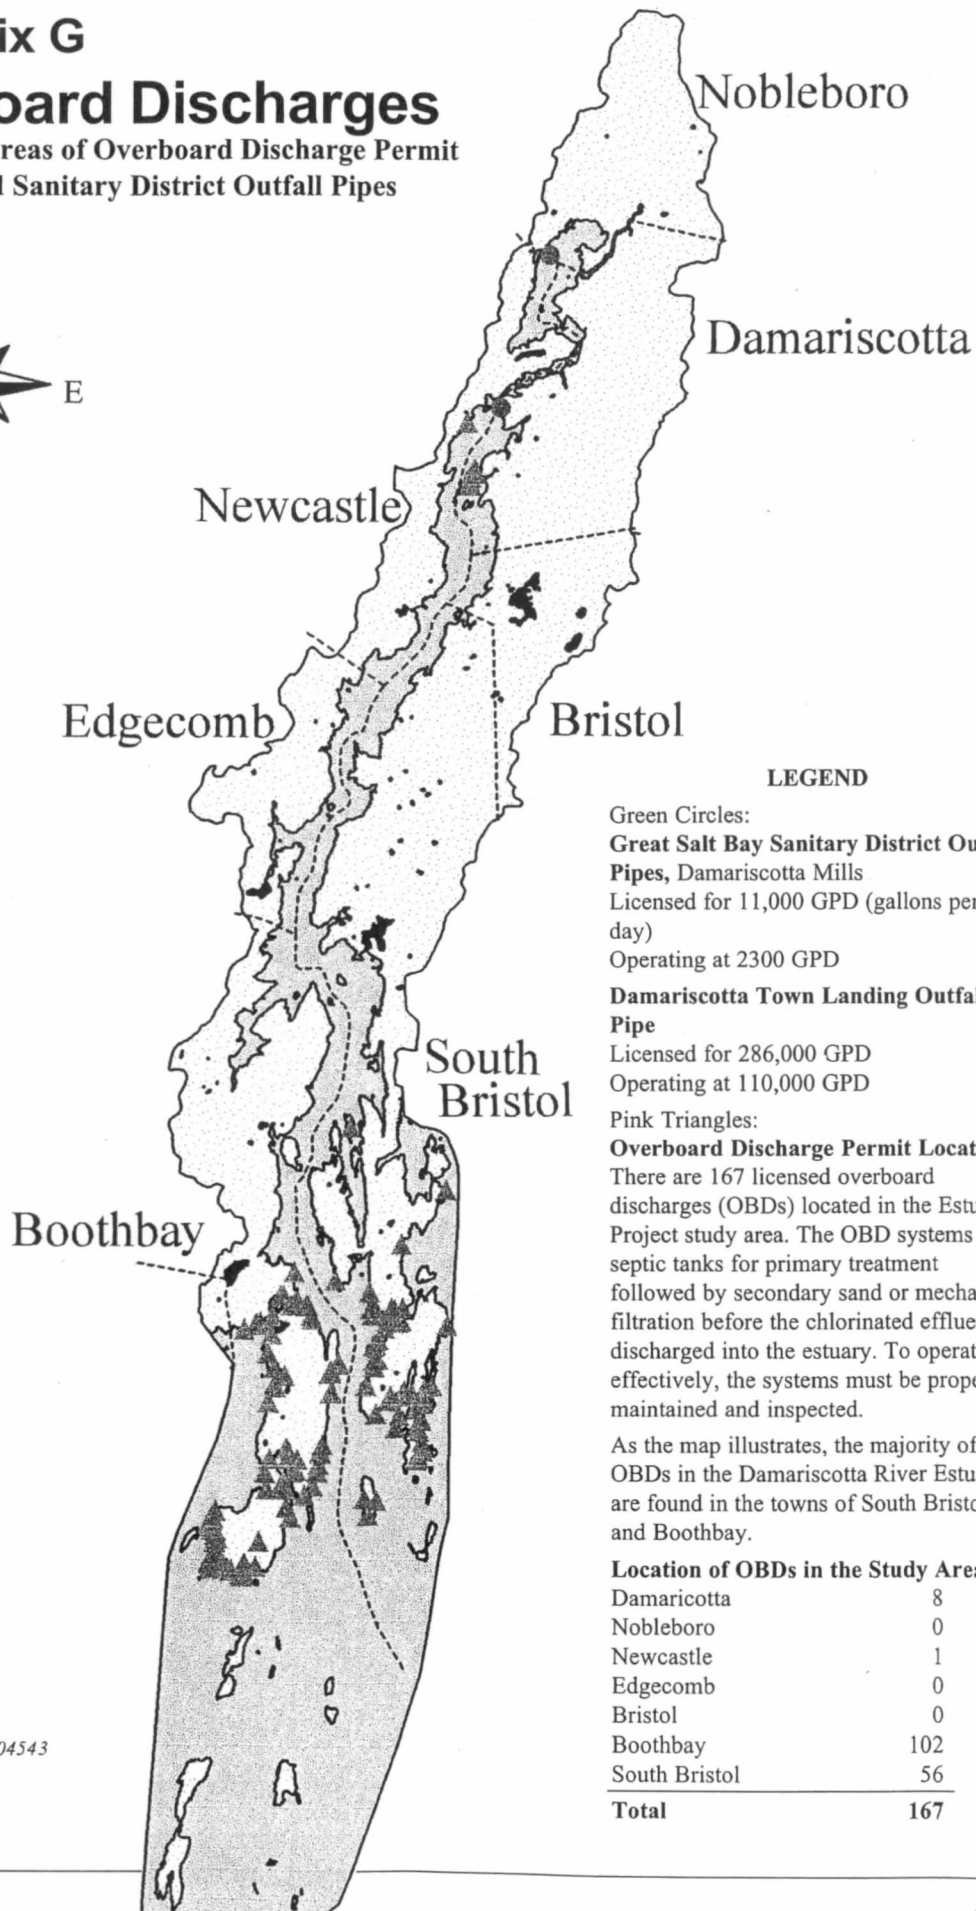 ix G
oard Discharges
reas of Overboard Discharge Permit
l Sanitary District Outfall Pipes
E
Nobleboro
Damariscotta
Newcastle
Edgecomb
Bristol
South
Bristol
Boothbay
LEGEND
Green Circles:
Great Salt Bay Sanitary District Ou
Pipes, Damariscotta Mills
Licensed for 11,000 GPD (gallons per
day)
Operating at 2300 GPD
Damariscotta Town Landing Outfal
Pipe
Licensed for 286,000 GPD
Operating at 110,000 GPD
Pink Triangles:
Overboard Discharge Permit Locat
There are 167 licensed overboard
discharges (OBDs) located in the Estu
Project study area. The OBD systems
septic tanks for primary treatment
followed by secondary sand or mecha
filtration before the chlorinated efflue
discharged into the estuary. To operat
effectively, the systems must be prope
maintained and inspected.
As the map illustrates, the majority of
OBDs in the Damariscotta River Estu
are found in the towns of South Bristo
and Boothbay.
Location of OBDs in the Study Area
Damaricotta 8
Nobleboro 0
Newcastle 1
Edgecomb 0
Bristol 0
Boothbay 102
South Bristol 56
Total 167
04543